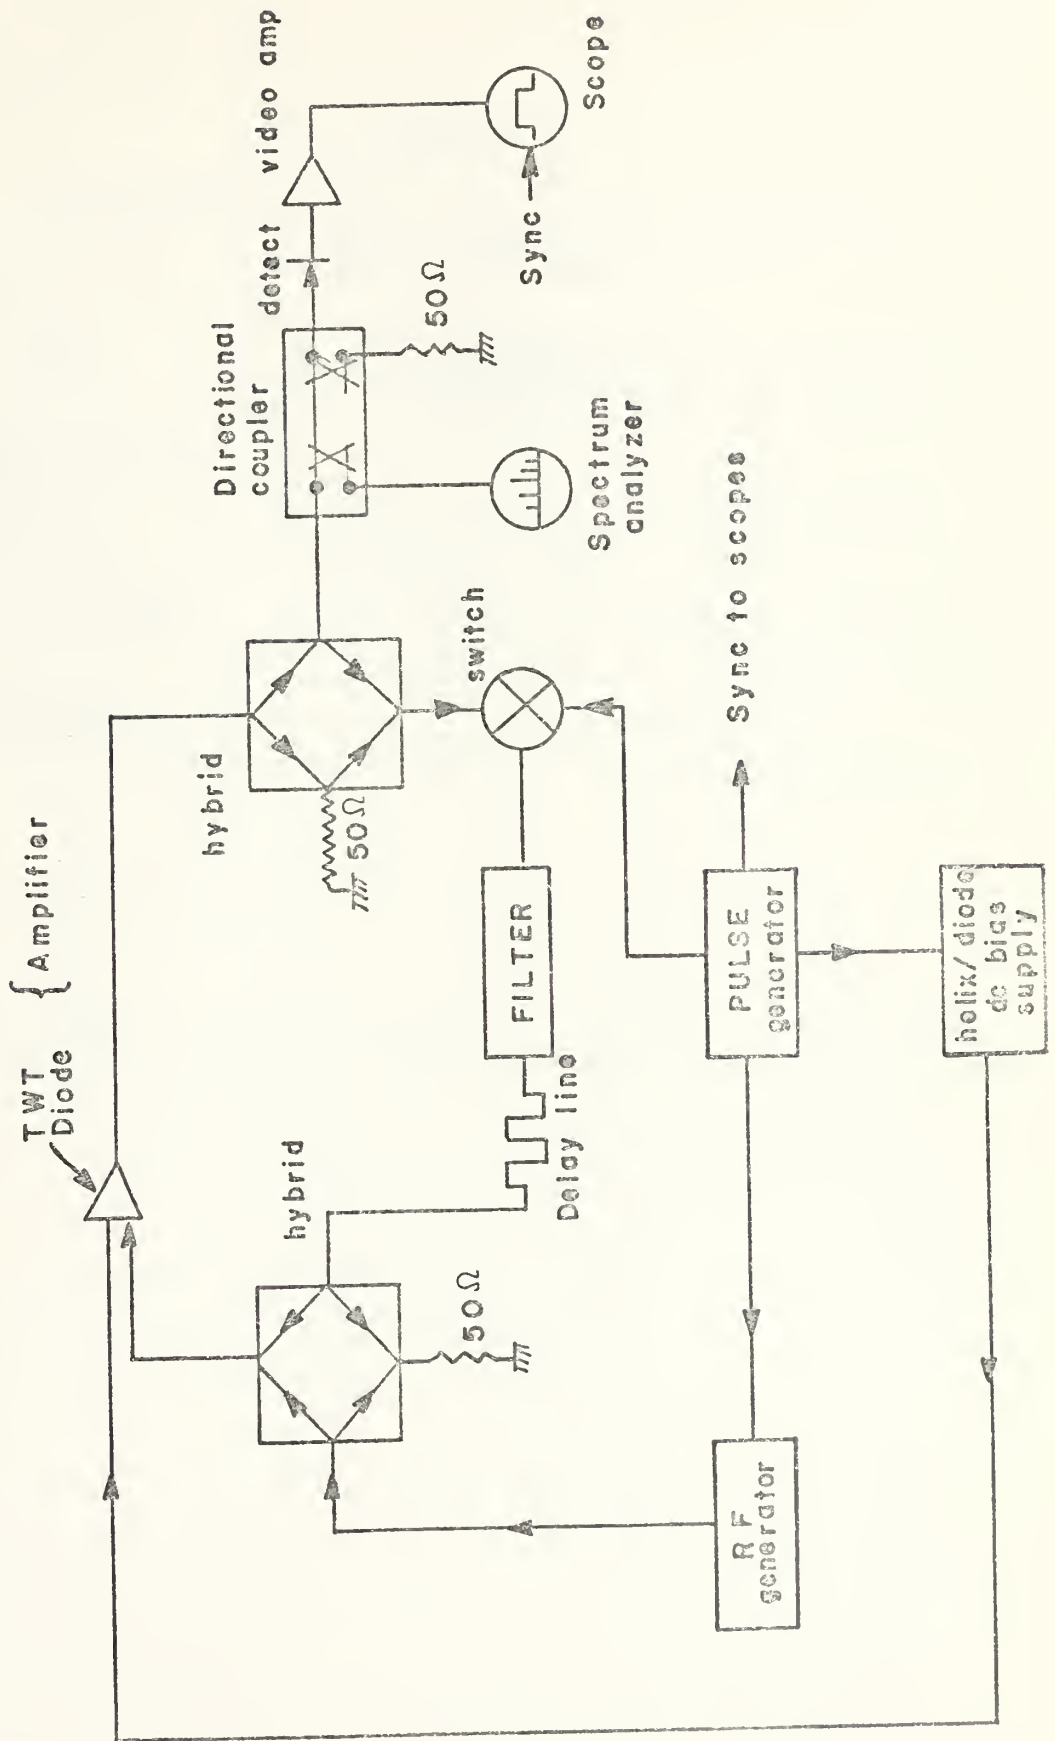 TWT
Diode
{ Amplifier
hybrid
50Ω
Delay line
FILTER
hybrid
50Ω
switch
Directional
coupler
detect
video amp
50Ω
Spectrum
analyzer
Sync
Scope
RF
generator
PULSE
generator
Sync to scopes
helix/diode
dc bias
supply